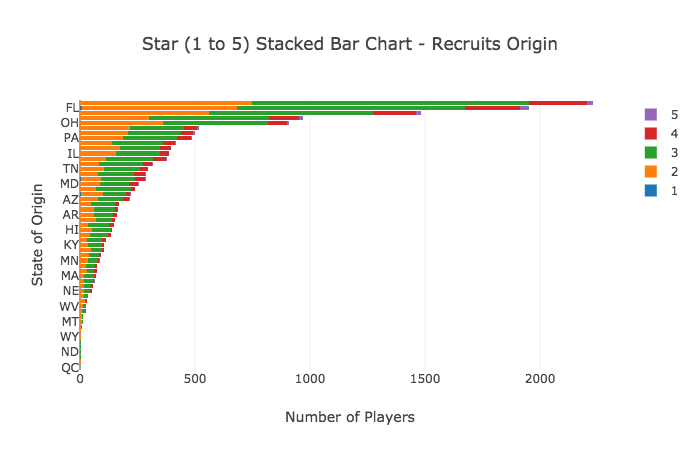 Star (1 to 5) Stacked Bar Chart - Recruits Origin
State of Origin
FL
OH
PA
IL
TN
MD
AZ
AR
HI
KY
MN
MA
NE
WV
MT
WY
ND
QC
0 500 1000 1500 2000
Number of Players
5
4
3
2
1